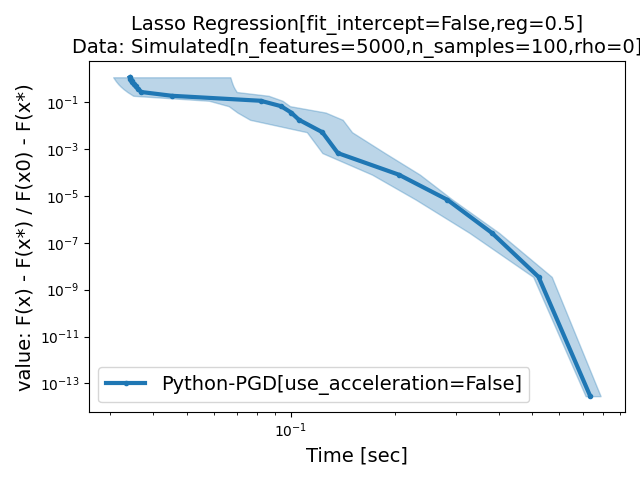 Lasso Regression[fit_intercept=False,reg=0.5]
Data: Simulated[n_features=5000,n_samples=100,rho=0]
value: F(x) - F(x*) / F(x0) - F(x*)
10⁻¹
10⁻³
10⁻⁵
10⁻⁷
10⁻⁹
10⁻¹¹
10⁻¹³
Python-PGD[use_acceleration=False]
10⁻¹
Time [sec]